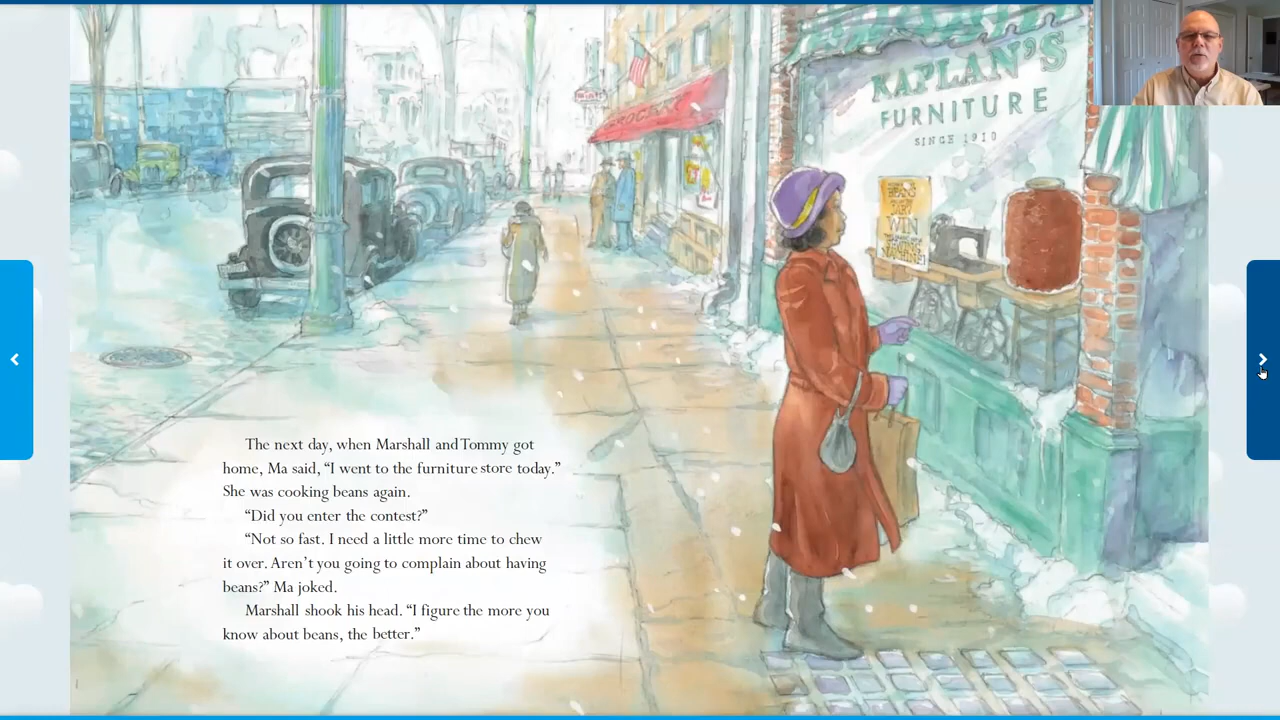 KAPLAN'S
FURNITURE
SINCE 1910
GROCERY
BEANS
WIN
The next day, when Marshall and Tommy got
home, Ma said, “I went to the furniture store today.”
She was cooking beans again.
“Did you enter the contest?”
“Not so fast. I need a little more time to chew
it over. Aren’t you going to complain about having
beans?” Ma joked.
Marshall shook his head. “I figure the more you
know about beans, the better.”